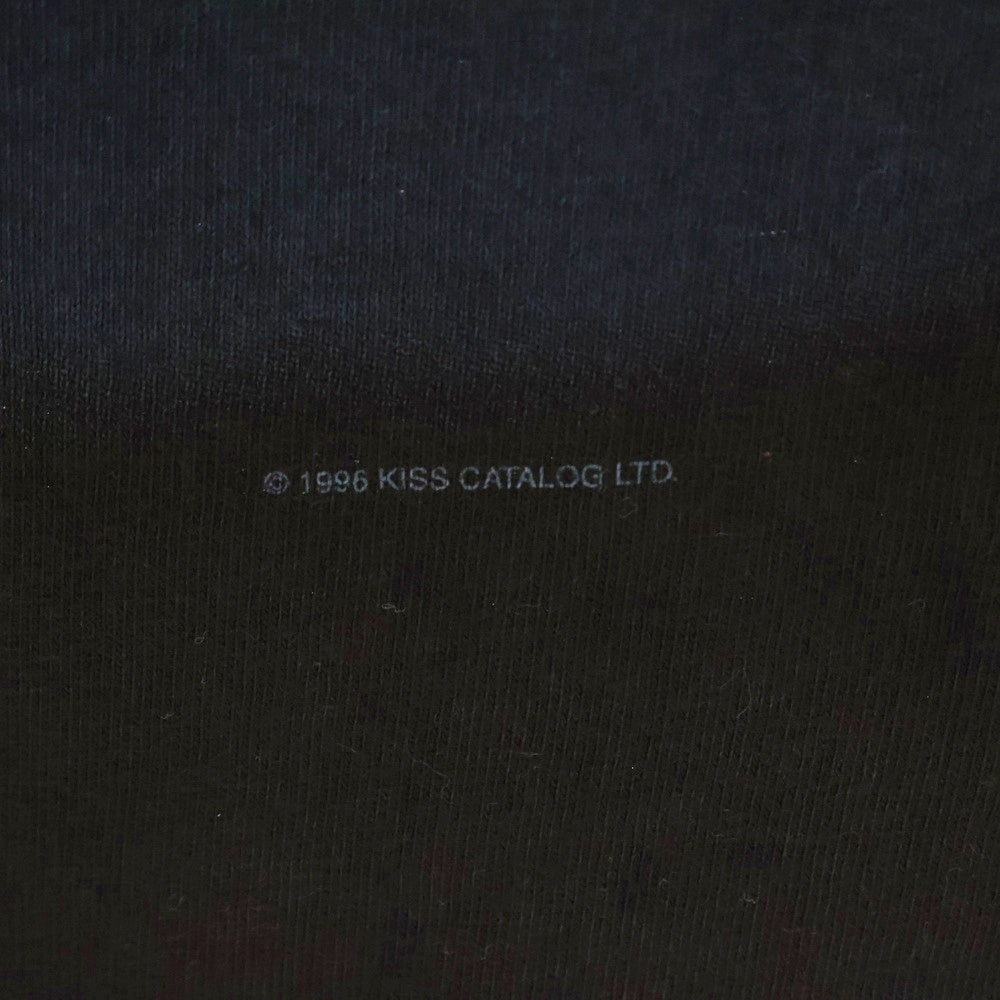 © 1996 KISS CATALOG LTD.